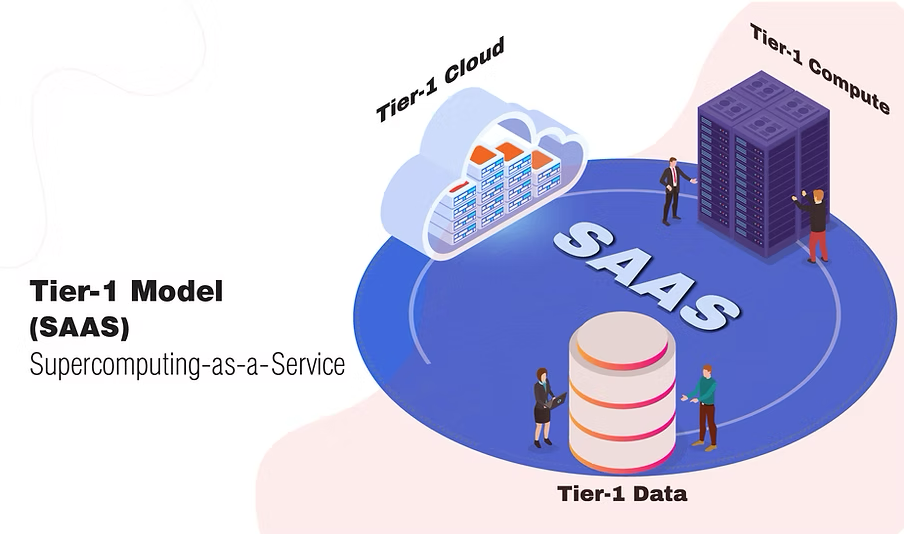 Tier-1 Cloud
Tier-1 Compute
SAAS
Tier-1 Model
(SAAS)
Supercomputing-as-a-Service
Tier-1 Data